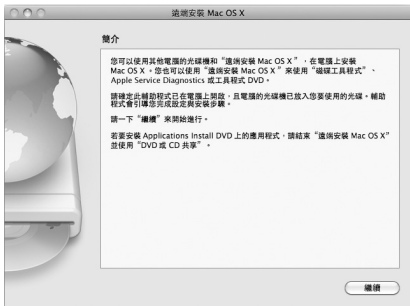 遠端安裝 Mac OS X
簡介
您可以使用其他電腦的光碟機和“遠端安裝 Mac OS X”，在電腦上安裝
Mac OS X。您也可以使用“遠端安裝 Mac OS X”來使用“磁碟工具程式”、
Apple Service Diagnostics 或工具程式 DVD。
請確定此輔助程式已在電腦上開啟，且電腦的光碟機已放入您要使用的光碟。輔助
程式會引導您完成設定與安裝步驟。
請一下“繼續”來開始進行。
若要安裝 Applications Install DVD 上的應用程式，請結束“遠端安裝 Mac OS X”
並使用“DVD 或 CD 共享”。
繼續